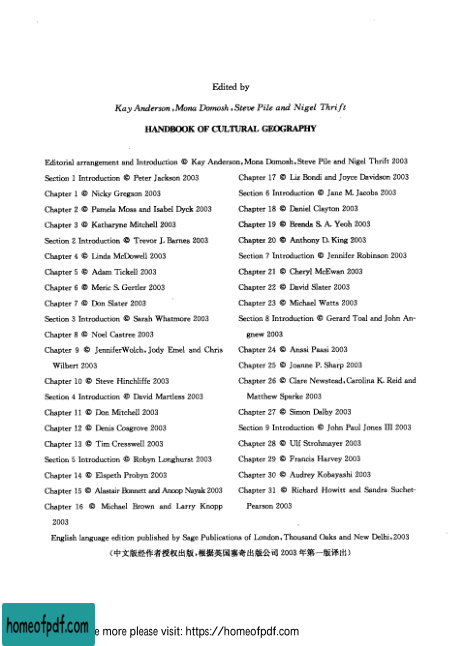 Edited by
Kay Anderson, Mona Domosh, Steve Pile and Nigel Thrift
HANDBOOK OF CULTURAL GEOGRAPHY
Editorial arrangement and Introduction © Kay Anderson, Mona Domosh, Steve Pile and Nigel Thrift 2003
Section 1 Introduction © Peter Jackson 2003
Chapter 1 © Nicky Gregson 2003
Chapter 2 © Pamela Moss and Isabel Dyck 2003
Chapter 3 © Katharyne Mitchell 2003
Section 2 Introduction © Trevor J. Barnes 2003
Chapter 4 © Linda McDowell 2003
Chapter 5 © Adam Tickell 2003
Chapter 6 © Meric S. Gertler 2003
Chapter 7 © Don Slater 2003
Section 3 Introduction © Sarah Whatmore 2003
Chapter 8 © Noel Castree 2003
Chapter 9 © JenniferWolch, Jody Emel and Chris
Wilbert 2003
Chapter 10 © Steve Hinchliffe 2003
Section 4 Introduction © David Martless 2003
Chapter 11 © Don Mitchell 2003
Chapter 12 © Denis Cosgrove 2003
Chapter 13 © Tim Cresswell 2003
Section 5 Introduction © Robyn Longhurst 2003
Chapter 14 © Elspeth Probyn 2003
Chapter 15 © Alastair Bonnett and Anoop Nayak 2003
Chapter 16 © Michael Brown and Larry Knopp
2003
Chapter 17 © Liz Bondi and Joyce Davidson 2003
Section 6 Introduction © Jane M. Jacobs 2003
Chapter 18 © Daniel Clayton 2003
Chapter 19 © Brenda S. A. Yeoh 2003
Chapter 20 © Anthony D. King 2003
Section 7 Introduction © Jennifer Robinson 2003
Chapter 21 © Cheryl McEwan 2003
Chapter 22 © David Slater 2003
Chapter 23 © Michael Watts 2003
Section 8 Introduction © Gerard Toal and John An-
gnew 2003
Chapter 24 © Anssi Paasi 2003
Chapter 25 © Joanne P. Sharp 2003
Chapter 26 © Clare Newstead, Carolina K. Reid and
Matthew Sparke 2003
Chapter 27 © Simon Dalby 2003
Section 9 Introduction © John Paul Jones III 2003
Chapter 28 © Ulf Strohmayer 2003
Chapter 29 © Francis Harvey 2003
Chapter 30 © Audrey Kobayashi 2003
Chapter 31 © Richard Howitt and Sandra Suchet-
Pearson 2003
English language edition published by Sage Publications of London, Thousand Oaks and New Delhi, 2003
(中文版经作者授权出版,根据英国塞奇出版公司 2003 年第一版译出)
homeofpdf.com
e more please visit: https://homeofpdf.com